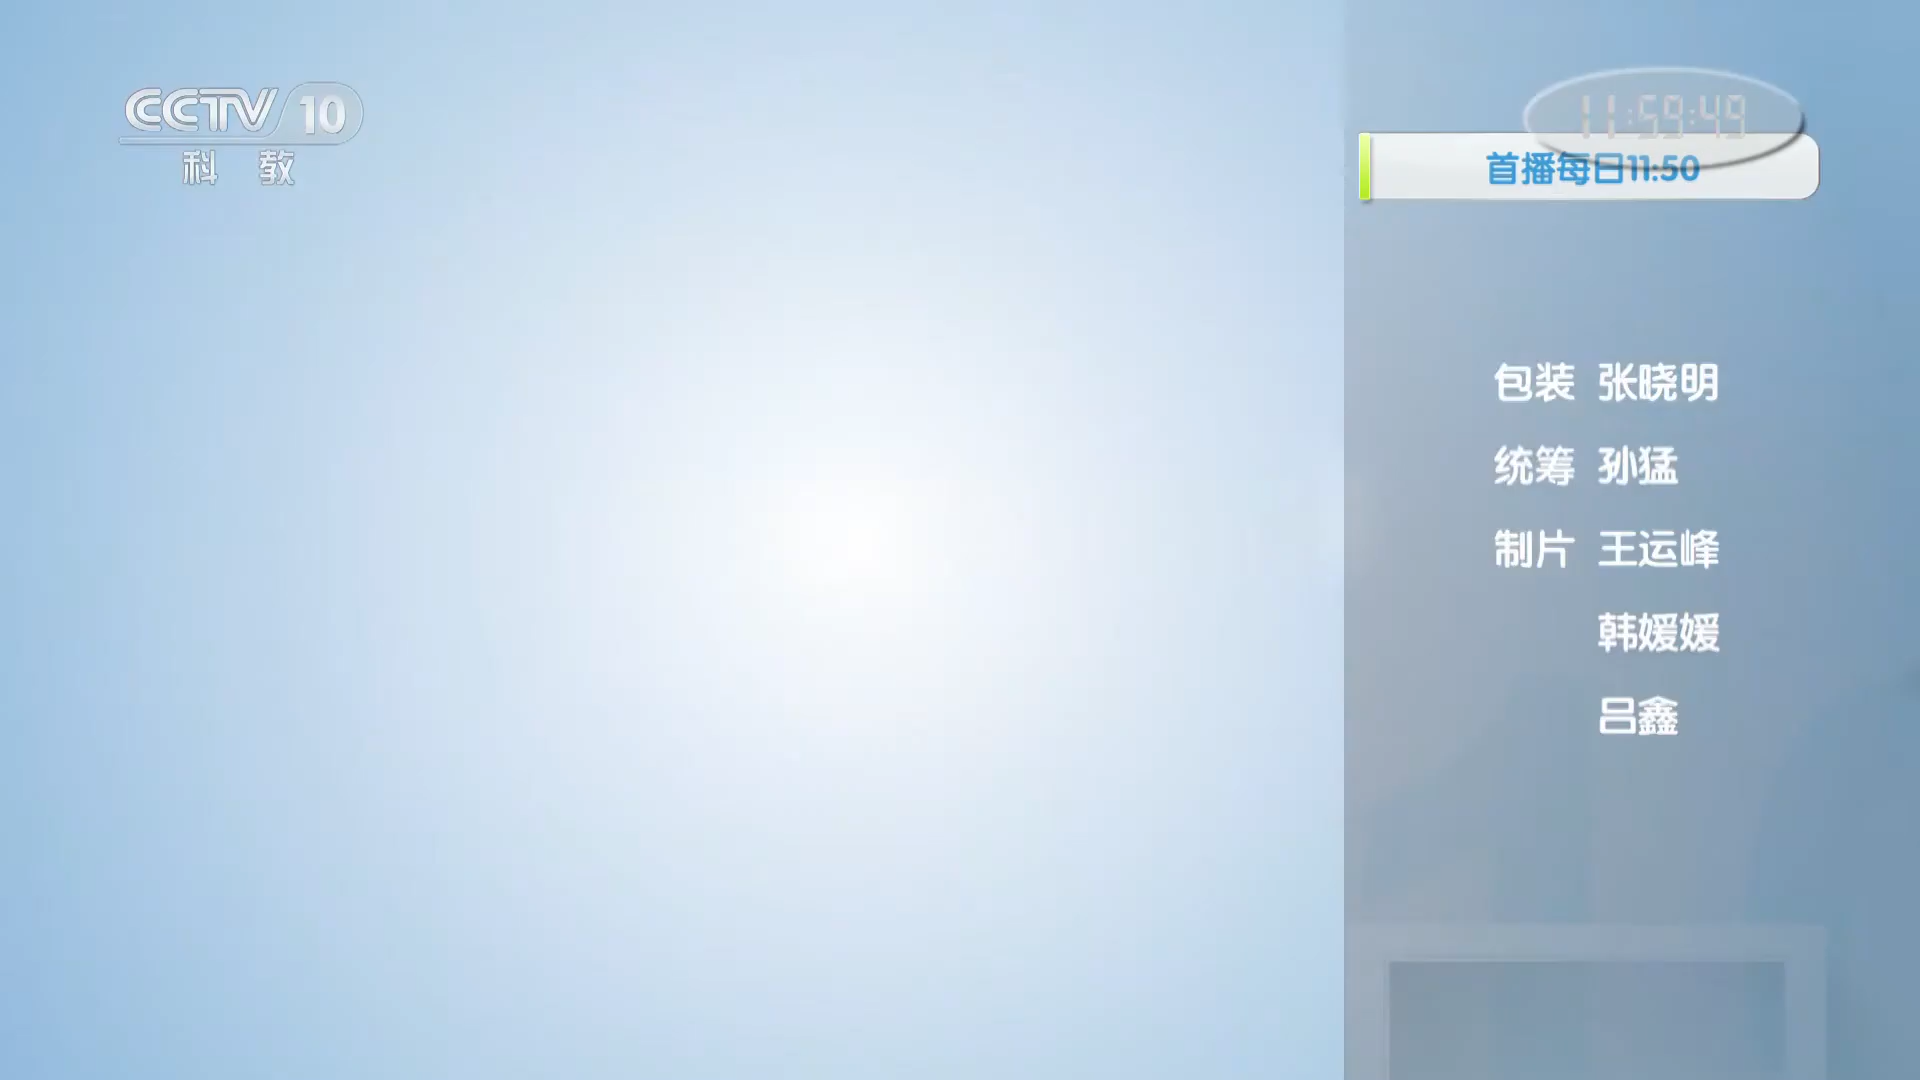 CCTV 10
科 教
11:59:49
首播每日11:50
包装 张晓明
统筹 孙猛
制片 王运峰
韩媛媛
吕鑫